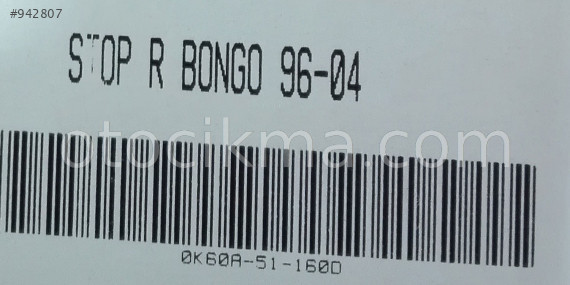 #942807
STOP R BONGO 96-04
otocikma.com
0K60A-51-160D